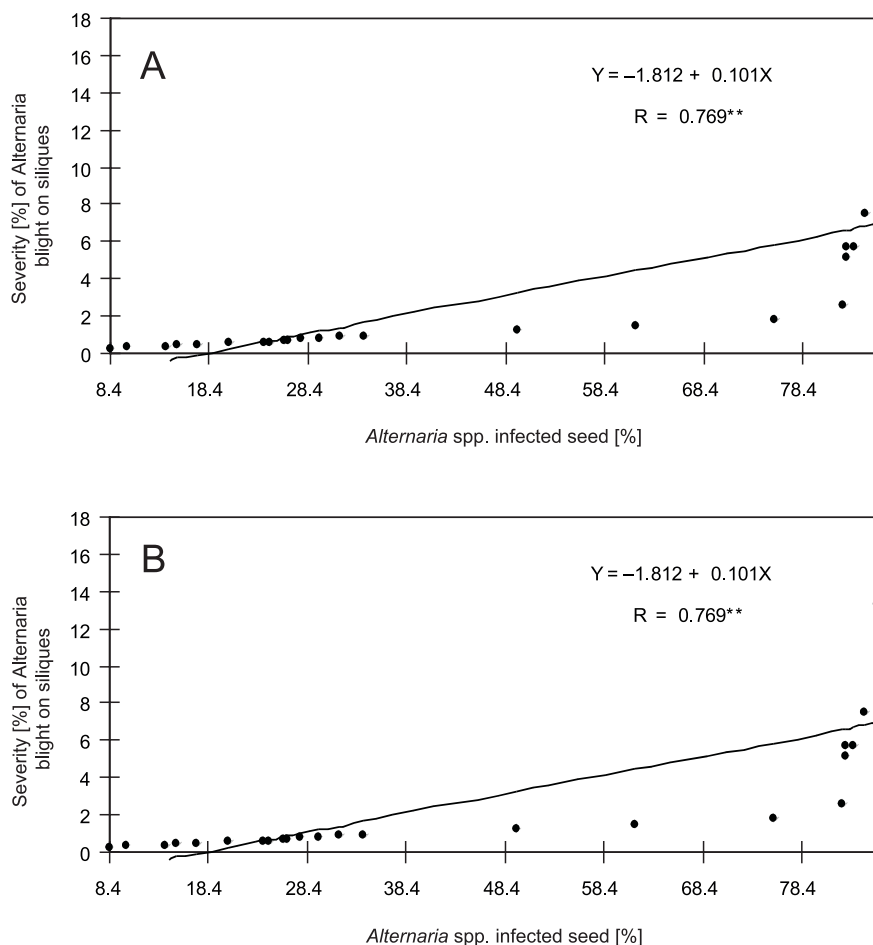 18
16
14
12
10
8
6
4
2
0
A
Y = –1.812 + 0.101X
R = 0.769**
Severity [%] of Alternaria
blight on siliques
8.4 18.4 28.4 38.4 48.4 58.4 68.4 78.4
Alternaria spp. infected seed [%]
18
16
14
12
10
8
6
4
2
0
B
Y = –1.812 + 0.101X
R = 0.769**
Severity [%] of Alternaria
blight on siliques
8.4 18.4 28.4 38.4 48.4 58.4 68.4 78.4
Alternaria spp. infected seed [%]